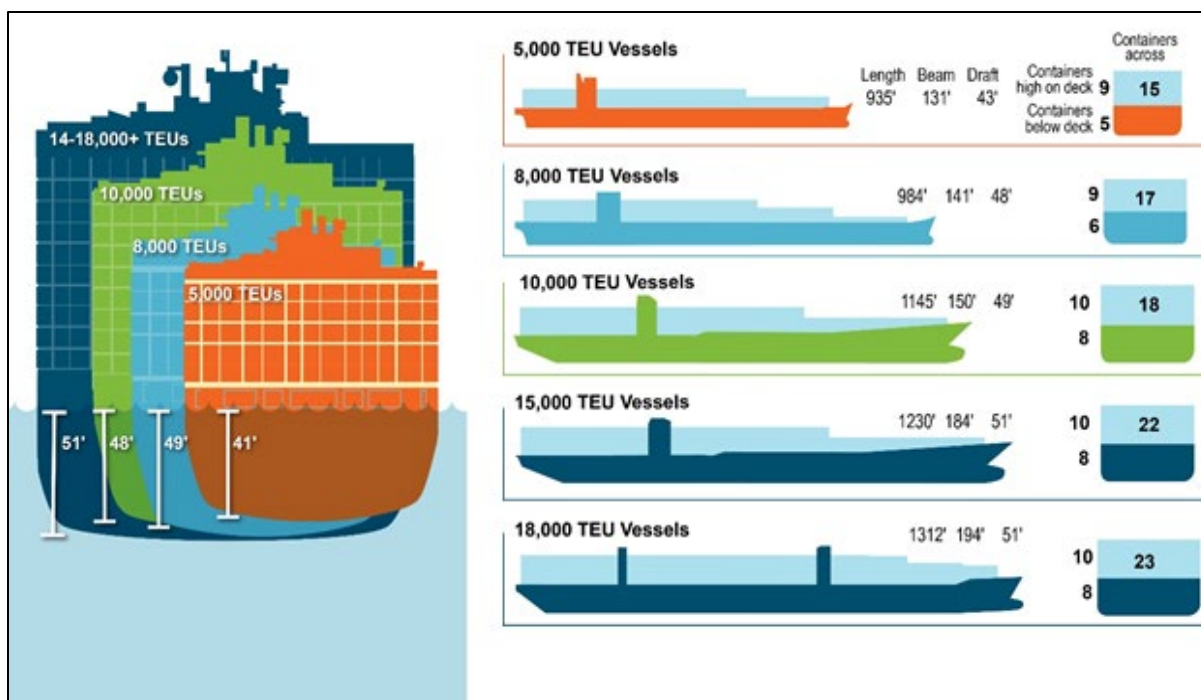 14-18,000+ TEUs
10,000 TEUs
8,000 TEUs
5,000 TEUs
51' 48' 49' 41'
5,000 TEU Vessels
Length Beam Draft
935' 131' 43'
Containers
across
Containers
high on deck 9 15
Containers
below deck 5
8,000 TEU Vessels
984' 141' 48'
9 17
6
10,000 TEU Vessels
1145' 150' 49'
10 18
8
15,000 TEU Vessels
1230' 184' 51'
10 22
8
18,000 TEU Vessels
1312' 194' 51'
10 23
8